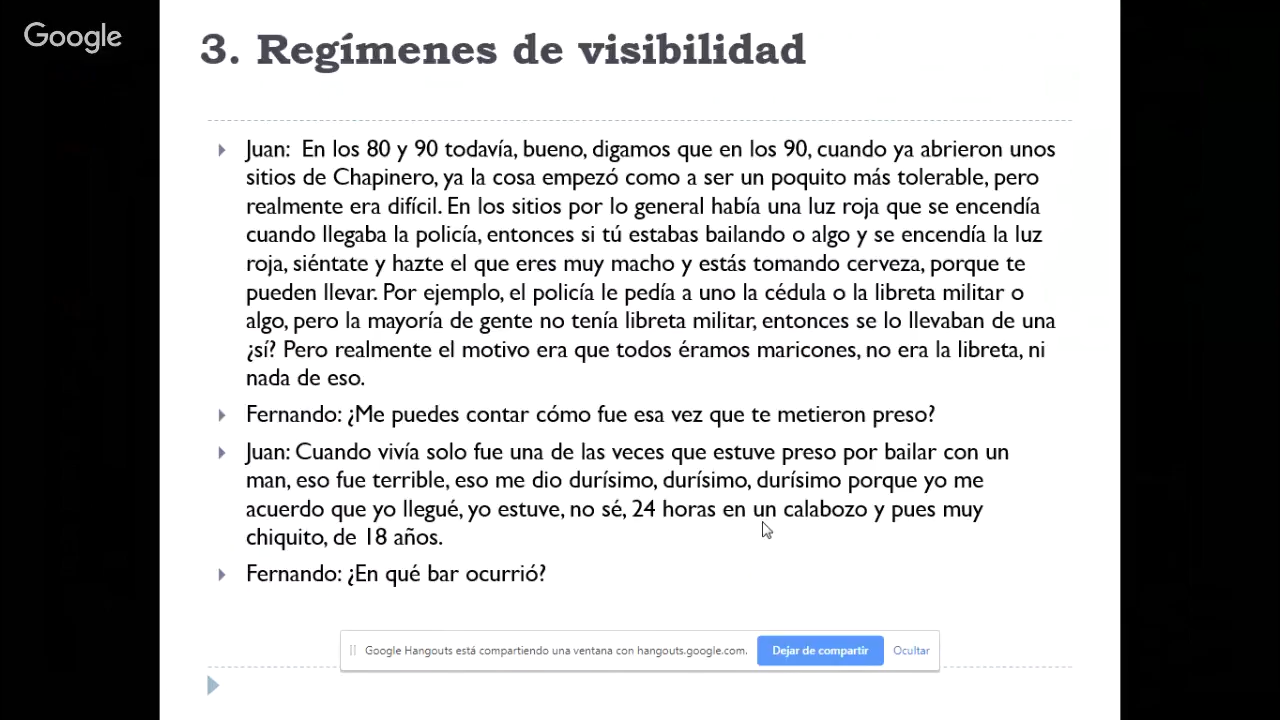 Google
3. Regímenes de visibilidad
Juan: En los 80 y 90 todavía, bueno, digamos que en los 90, cuando ya abrieron unos
sitios de Chapinero, ya la cosa empezó como a ser un poquito más tolerable, pero
realmente era difícil. En los sitios por lo general había una luz roja que se encendía
cuando llegaba la policía, entonces si tú estabas bailando o algo y se encendía la luz
roja, siéntate y hazte el que eres muy macho y estás tomando cerveza, porque te
pueden llevar. Por ejemplo, el policía le pedía a uno la cédula o la libreta militar o
algo, pero la mayoría de gente no tenía libreta militar, entonces se lo llevaban de una
¿sí? Pero realmente el motivo era que todos éramos maricones, no era la libreta, ni
nada de eso.
Fernando: ¿Me puedes contar cómo fue esa vez que te metieron preso?
Juan: Cuando vivía solo fue una de las veces que estuve preso por bailar con un
man, eso fue terrible, eso me dio durísimo, durísimo, durísimo porque yo me
acuerdo que yo llegué, yo estuve, no sé, 24 horas en un calabozo y pues muy
chiquito, de 18 años.
Fernando: ¿En qué bar ocurrió?
Google Hangouts está compartiendo una ventana con hangouts.google.com. Dejar de compartir Ocultar